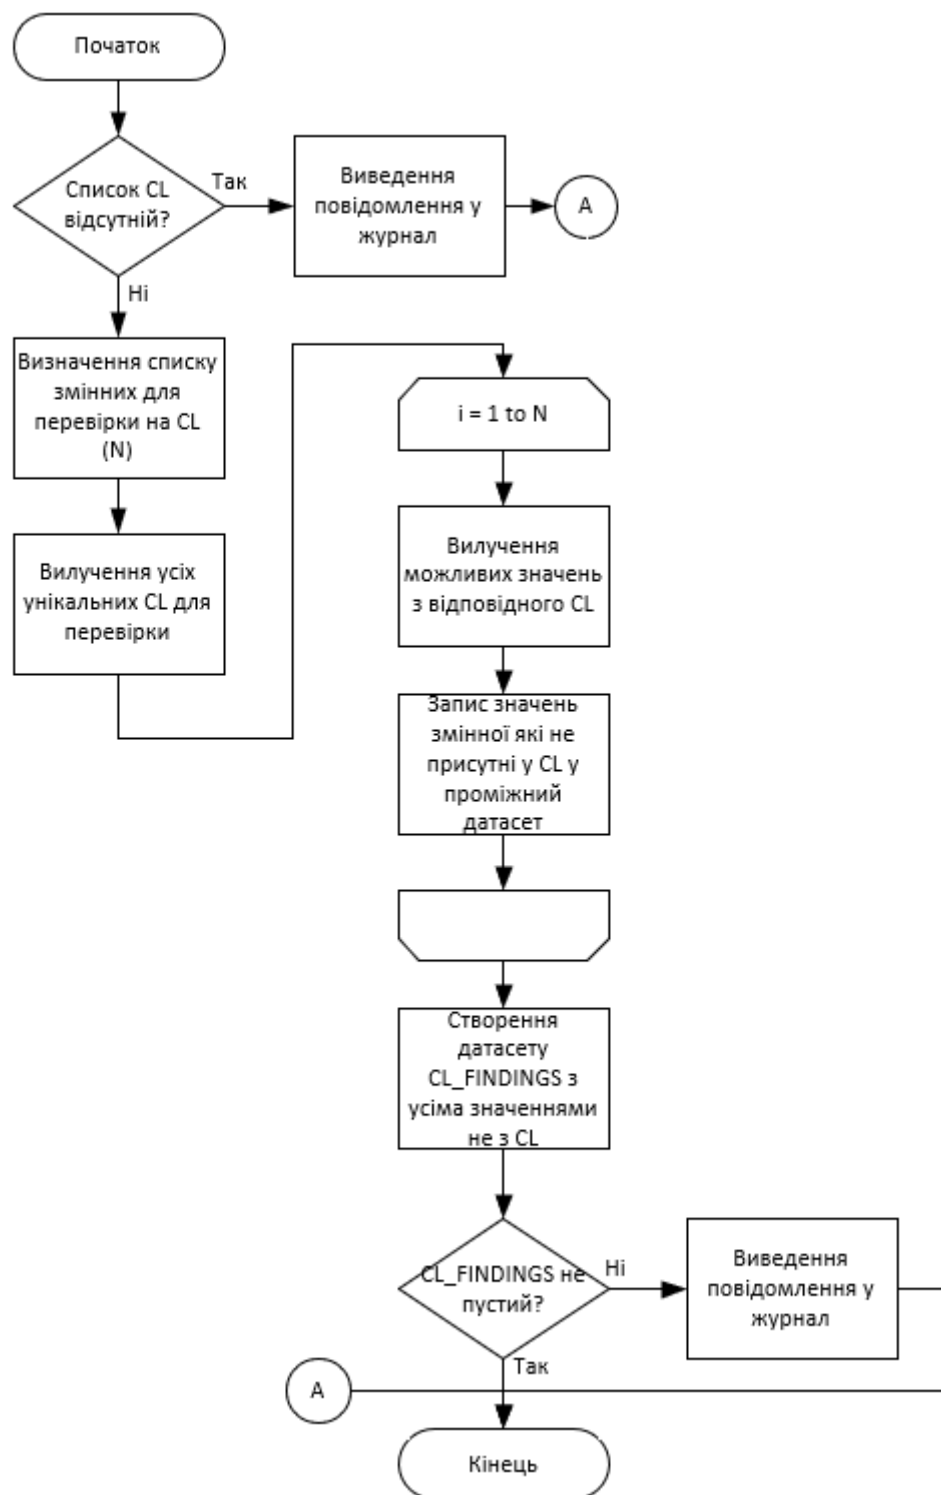 Початок
Список CL
відсутній?
Так
Виведення
повідомлення у
журнал
А
Ні
Визначення списку
змінних для
перевірки на CL
(N)
Вилучення усіх
унікальних CL для
перевірки
i = 1 to N
Вилучення
можливих значень
з відповідного CL
Запис значень
змінної які не
присутні у CL у
проміжний
датасет
Створення
датасету
CL_FINDINGS з
усіма значеннями
не з CL
CL_FINDINGS не
пустий?
Ні
Виведення
повідомлення у
журнал
Так
А
Кінець